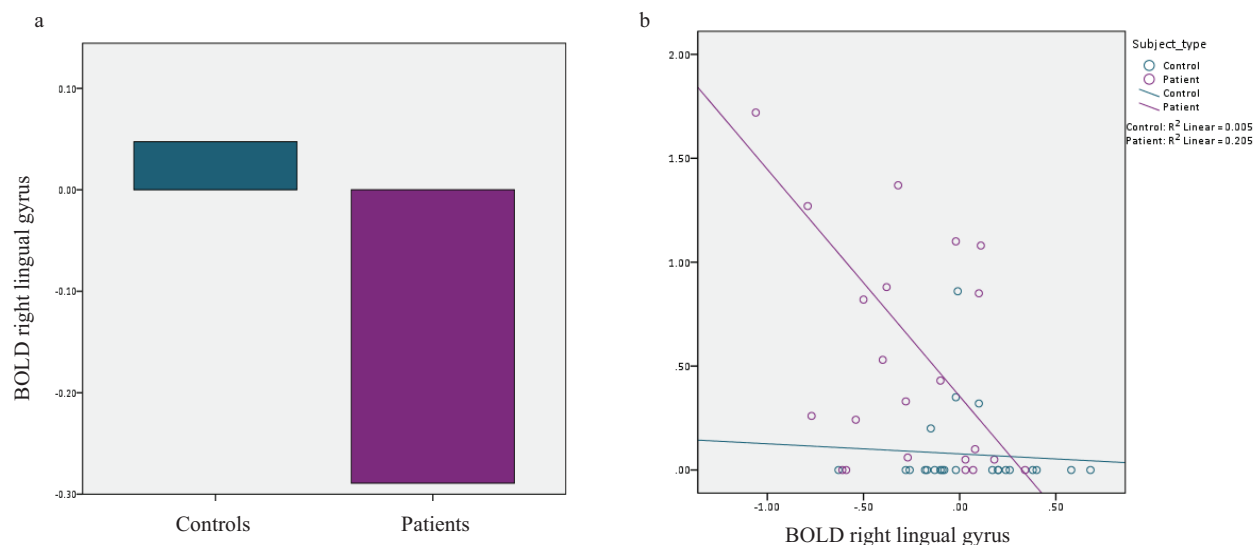 a
0.10
0.00
-0.10
-0.20
-0.30
BOLD right lingual gyrus
Controls
Patients
b
2.00
1.50
1.00
.50
.00
-1.00
-.50
.00
.50
BOLD right lingual gyrus
Subject_type
Control
Patient
Control
Patient
Control: R² Linear = 0.005
Patient: R² Linear = 0.205